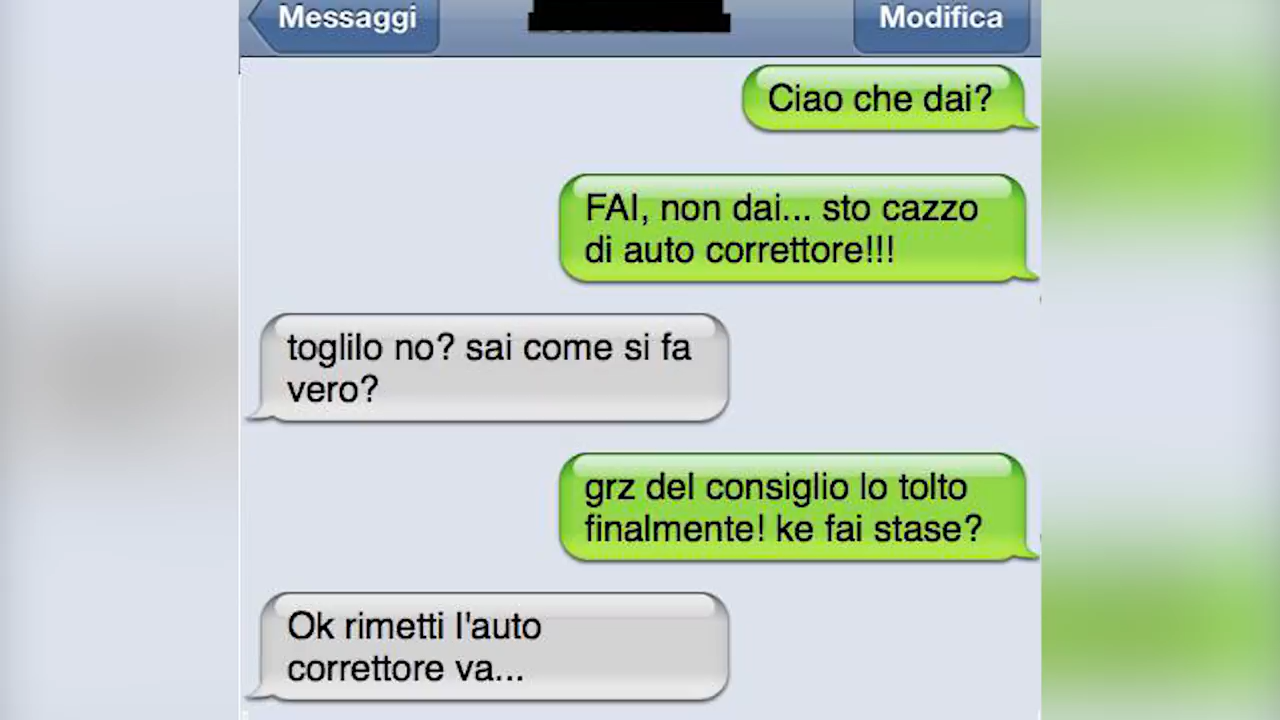 Messaggi
Modifica
Ciao che dai?
FAI, non dai... sto cazzo
di auto correttore!!!
toglilo no? sai come si fa
vero?
grz del consiglio lo tolto
finalmente! ke fai stase?
Ok rimetti l'auto
correttore va...